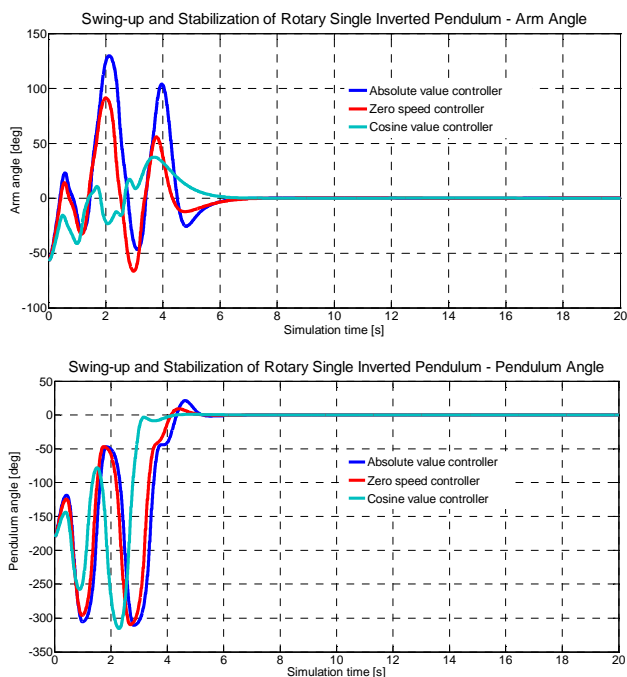 Swing-up and Stabilization of Rotary Single Inverted Pendulum - Arm Angle
150
100
50
0
-50
-100
Arm angle [deg]
Absolute value controller
Zero speed controller
Cosine value controller
0 2 4 6 8 10 12 14 16 18 20
Simulation time [s]
Swing-up and Stabilization of Rotary Single Inverted Pendulum - Pendulum Angle
50
0
-50
-100
-150
-200
-250
-300
-350
Pendulum angle [deg]
Absolute value controller
Zero speed controller
Cosine value controller
0 2 4 6 8 10 12 14 16 18 20
Simulation time [s]